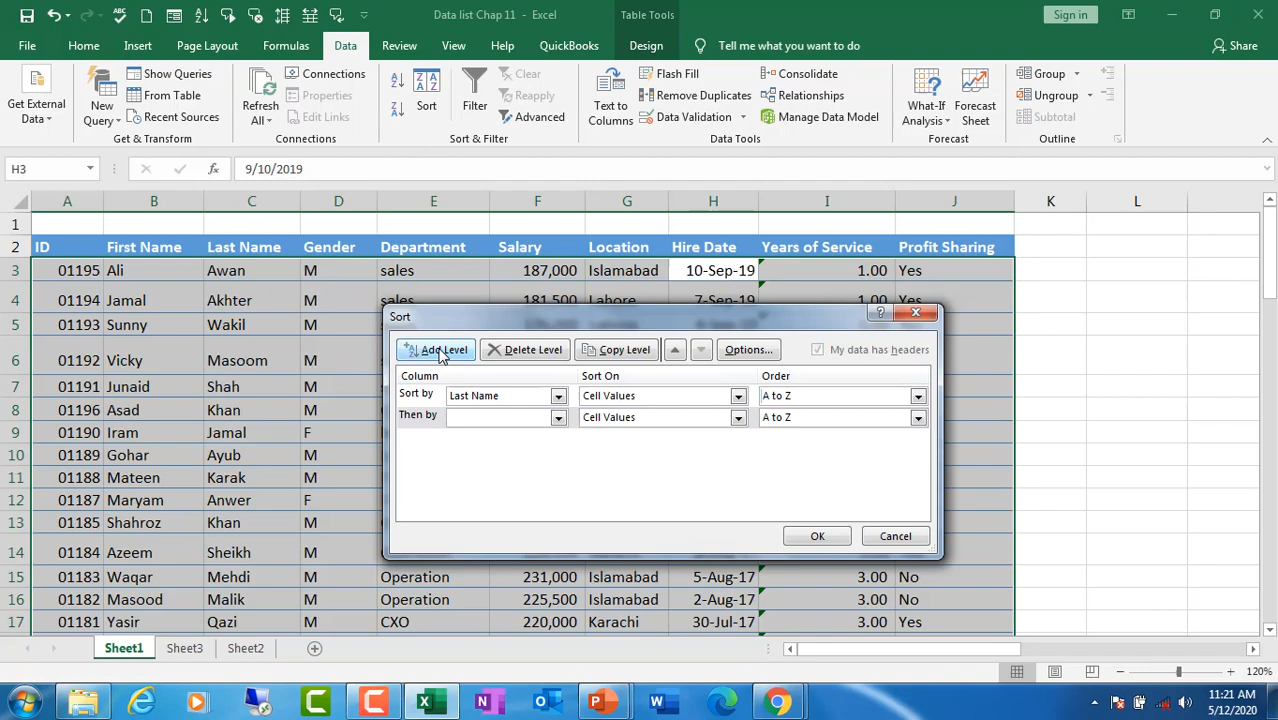 Data list Chap 11 - Excel
Table Tools
Sign in
File Home Insert Page Layout Formulas Data Review View Help QuickBooks Design Tell me what you want to do Share
Get External Data
New Query
Show Queries
From Table
Recent Sources
Get & Transform
Refresh All
Connections
Properties
Edit Links
Connections
Sort
Filter
Clear
Reapply
Advanced
Sort & Filter
Text to Columns
Flash Fill
Remove Duplicates
Data Validation
Consolidate
Relationships
Manage Data Model
Data Tools
What-If Analysis
Forecast Sheet
Forecast
Group
Ungroup
Subtotal
Outline
H3 fx 9/10/2019
A B C D E F G H I J K L
1
2 ID First Name Last Name Gender Department Salary Location Hire Date Years of Service Profit Sharing
3 01195 Ali Awan M sales 187,000 Islamabad 10-Sep-19 1.00 Yes
4 01194 Jamal Akhter M sales 181,500 Lahore 7-Sep-19 1.00 Yes
5 01193 Sunny Wakil M
6 01192 Vicky Masoom M
7 01191 Junaid Shah M
8 01191 Asad Khan M
9 01190 Iram Jamal F
10 01189 Gohar Ayub M
11 01188 Mateen Karak M
12 01187 Maryam Anwer F
13 01185 Shahroz Khan M
14 01184 Azeem Sheikh M
15 01183 Waqar Mehdi M Operation 231,000 Islamabad 5-Aug-17 3.00 No
16 01182 Masood Malik M Operation 225,500 Islamabad 2-Aug-17 3.00 No
17 01181 Yasir Qazi M CXO 220,000 Karachi 30-Jul-17 3.00 Yes
Sort
Add Level Delete Level Copy Level Options... My data has headers
Column Sort On Order
Sort by Last Name Cell Values A to Z
Then by Cell Values A to Z
OK Cancel
Sheet1 Sheet3 Sheet2
120%
11:21 AM
5/12/2020